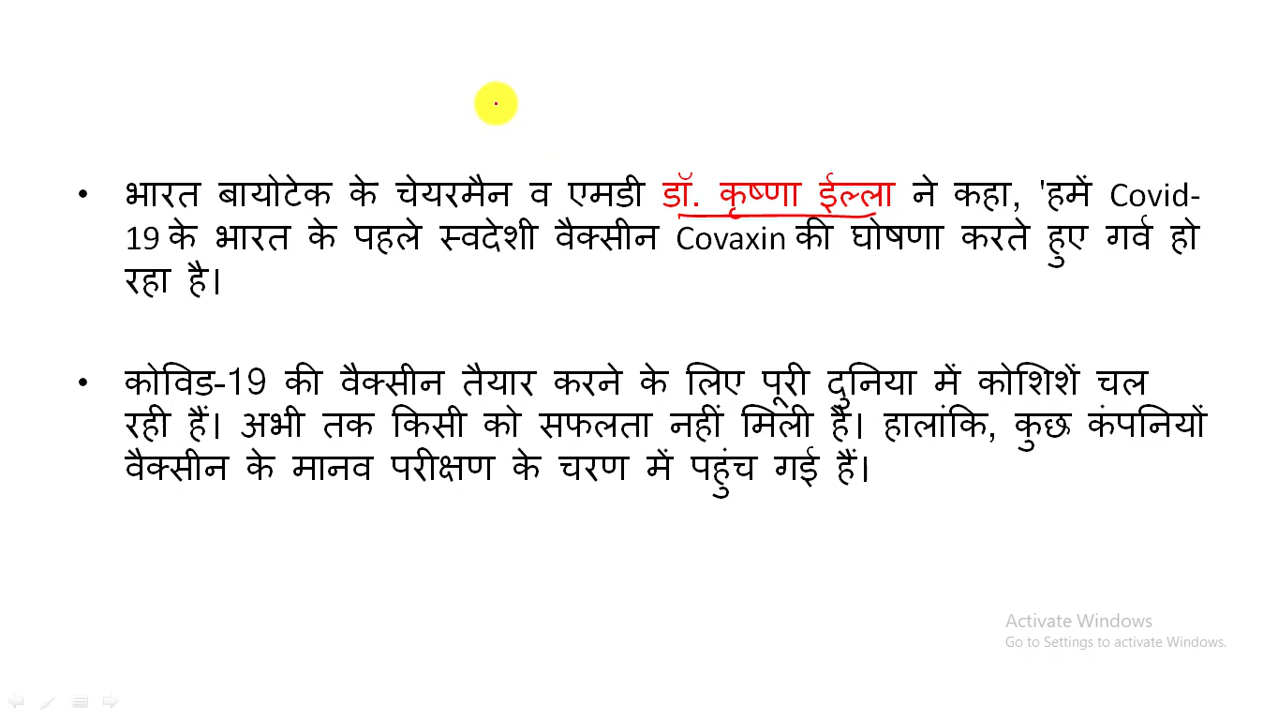 • भारत बायोटेक के चेयरमैन व एमडी डॉ. कृष्णा ईल्ला ने कहा, 'हमें Covid-
19 के भारत के पहले स्वदेशी वैक्सीन Covaxin की घोषणा करते हुए गर्व हो
रहा है।
• कोविड-19 की वैक्सीन तैयार करने के लिए पूरी दुनिया में कोशिशें चल
रही हैं। अभी तक किसी को सफलता नहीं मिली है। हालांकि, कुछ कंपनियों
वैक्सीन के मानव परीक्षण के चरण में पहुंच गई हैं।
Activate Windows
Go to Settings to activate Windows.